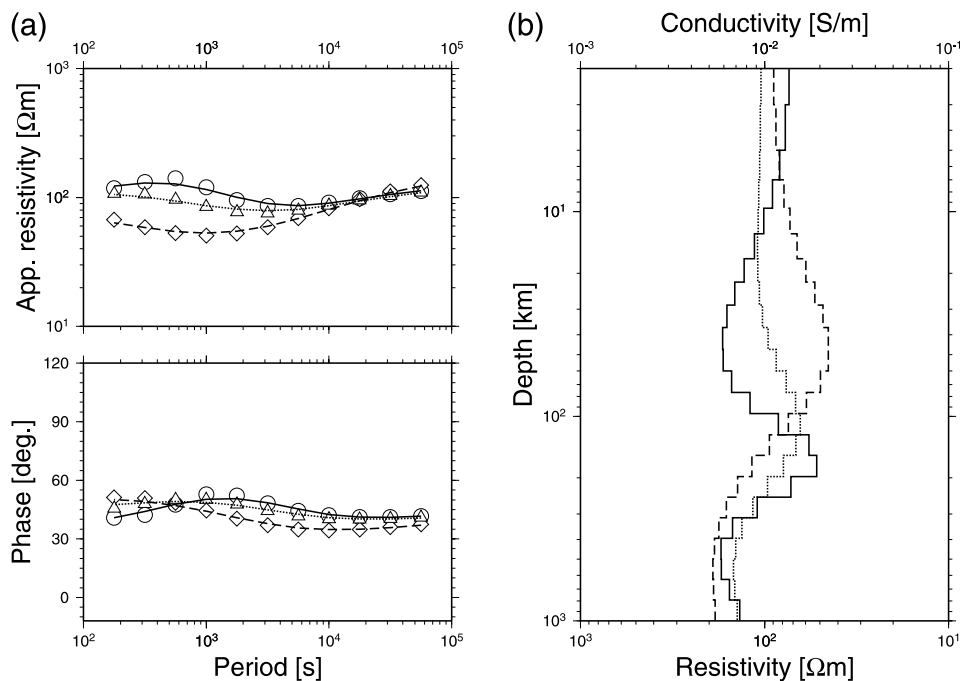 (a)
10² 10³ 10⁴ 10⁵
10³
10²
10¹
App. resistivity [Ωm]
120
90
60
30
0
Phase [deg.]
10² 10³ 10⁴ 10⁵
Period [s]
(b)
Conductivity [S/m]
10⁻³ 10⁻² 10⁻¹
10¹
10²
10³
Depth [km]
10³ 10² 10¹
Resistivity [Ωm]